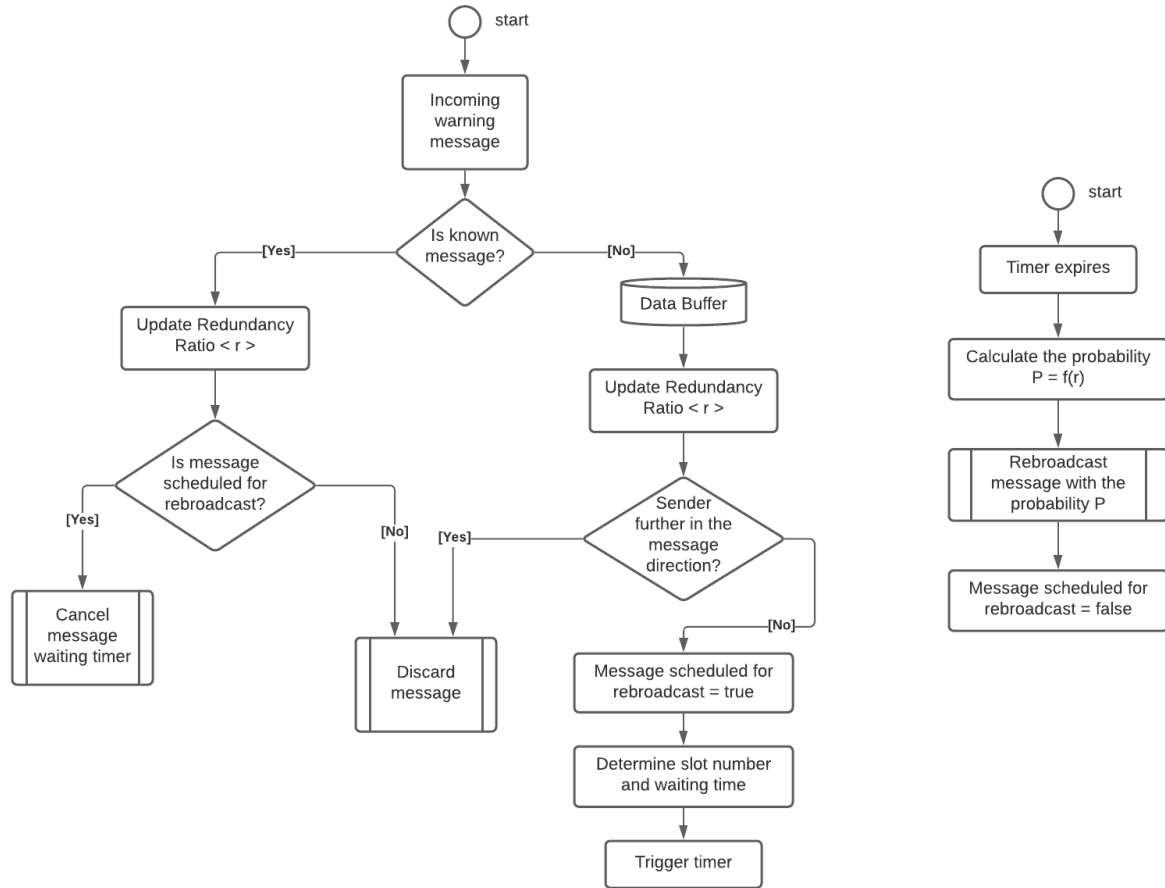 start
Incoming
warning
message
Is known
message?
[Yes]
[No]
Update Redundancy
Ratio < r >
Is message
scheduled for
rebroadcast?
[Yes]
[No]
Cancel
message
waiting timer
Discard
message
Data Buffer
Update Redundancy
Ratio < r >
Sender
further in the
message
direction?
[Yes]
[No]
Message scheduled for
rebroadcast = true
Determine slot number
and waiting time
Trigger timer
start
Timer expires
Calculate the probability
P = f(r)
Rebroadcast
message with the
probability P
Message scheduled for
rebroadcast = false